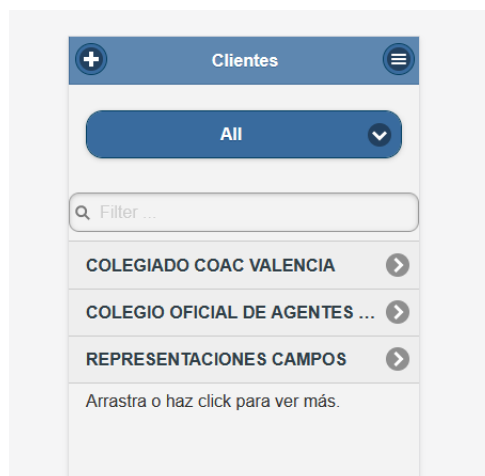 Clientes
All
Filter ...
COLEGIADO COAC VALENCIA
COLEGIO OFICIAL DE AGENTES ...
REPRESENTACIONES CAMPOS
Arrastra o haz click para ver más.